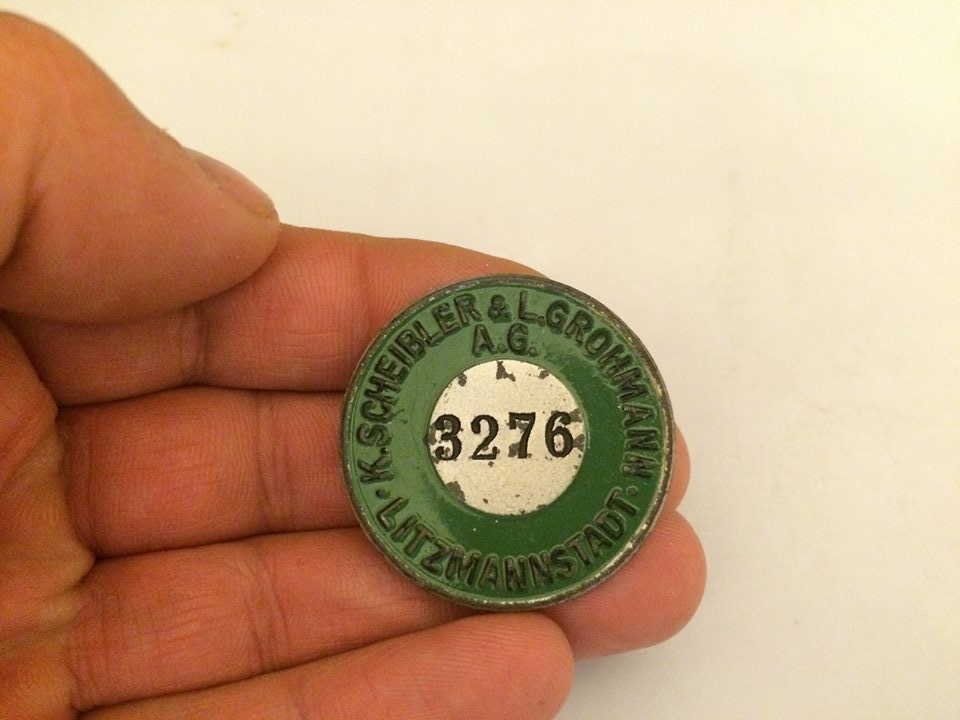 · K. SCHEIBLER & L. GROHMANN ·
A. G.
3276
LITZMANNSTADT